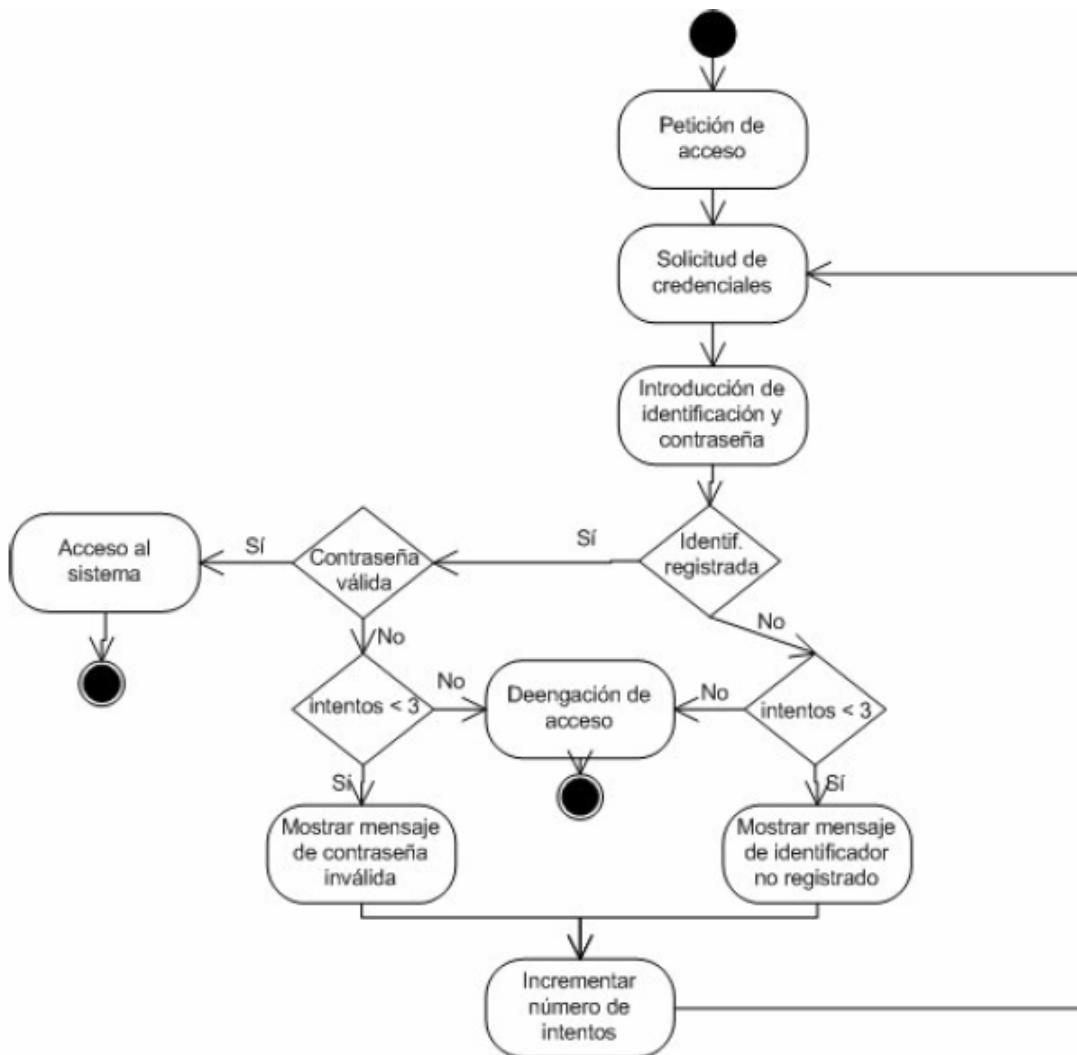 Petición de
acceso
Solicitud de
credenciales
Introducción de
identificación y
contraseña
Acceso al
sistema
Sí
Contraseña
válida
Sí
Identif.
registrada
No
No
intentos < 3
No
Deengación de
acceso
No
intentos < 3
Sí
Sí
Mostrar mensaje
de contraseña
inválida
Mostrar mensaje
de identificador
no registrado
Incrementar
número de
intentos